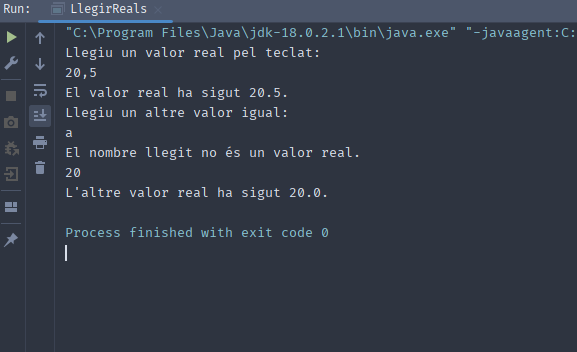 Run: LlegirReals
"C:\Program Files\Java\jdk-18.0.2.1\bin\java.exe" "-javaagent:C:
Llegiu un valor real pel teclat:
20,5
El valor real ha sigut 20.5.
Llegiu un altre valor igual:
a
El nombre llegit no és un valor real.
20
L'altre valor real ha sigut 20.0.
Process finished with exit code 0